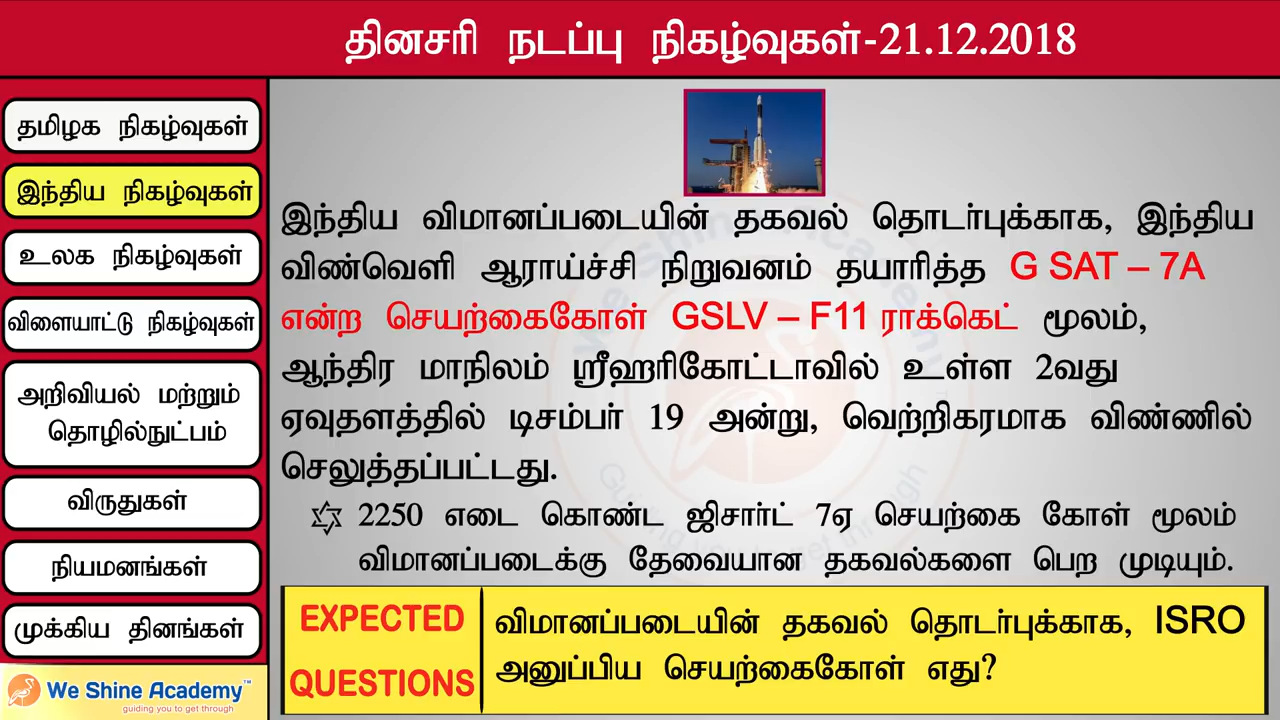 தினசரி நடப்பு நிகழ்வுகள்-21.12.2018
தமிழக நிகழ்வுகள்
இந்திய நிகழ்வுகள்
உலக நிகழ்வுகள்
விளையாட்டு நிகழ்வுகள்
அறிவியல் மற்றும்
தொழில்நுட்பம்
விருதுகள்
நியமனங்கள்
முக்கிய தினங்கள்
We Shine Academy™
guiding you to get through
இந்திய விமானப்படையின் தகவல் தொடர்புக்காக, இந்திய
விண்வெளி ஆராய்ச்சி நிறுவனம் தயாரித்த G SAT – 7A
என்ற செயற்கைகோள் GSLV – F11 ராக்கெட் மூலம்,
ஆந்திர மாநிலம் ஸ்ரீஹரிகோட்டாவில் உள்ள 2வது
ஏவுதளத்தில் டிசம்பர் 19 அன்று, வெற்றிகரமாக விண்ணில்
செலுத்தப்பட்டது.
2250 எடை கொண்ட ஜிசார்ட் 7ஏ செயற்கை கோள் மூலம்
விமானப்படைக்கு தேவையான தகவல்களை பெற முடியும்.
EXPECTED
QUESTIONS
விமானப்படையின் தகவல் தொடர்புக்காக, ISRO
அனுப்பிய செயற்கைகோள் எது?